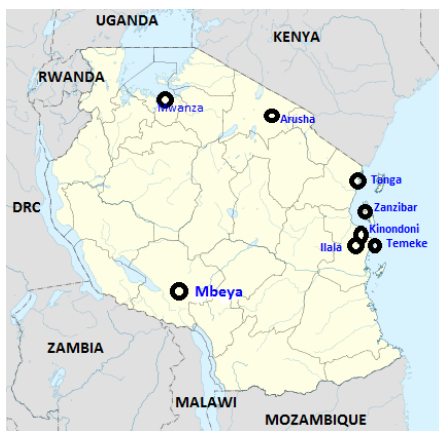 UGANDA
KENYA
RWANDA
Mwanza
Arusha
Tanga
DRC
Zanzibar
Kinondoni
Ilala
Temeke
Mbeya
ZAMBIA
MALAWI
MOZAMBIQUE